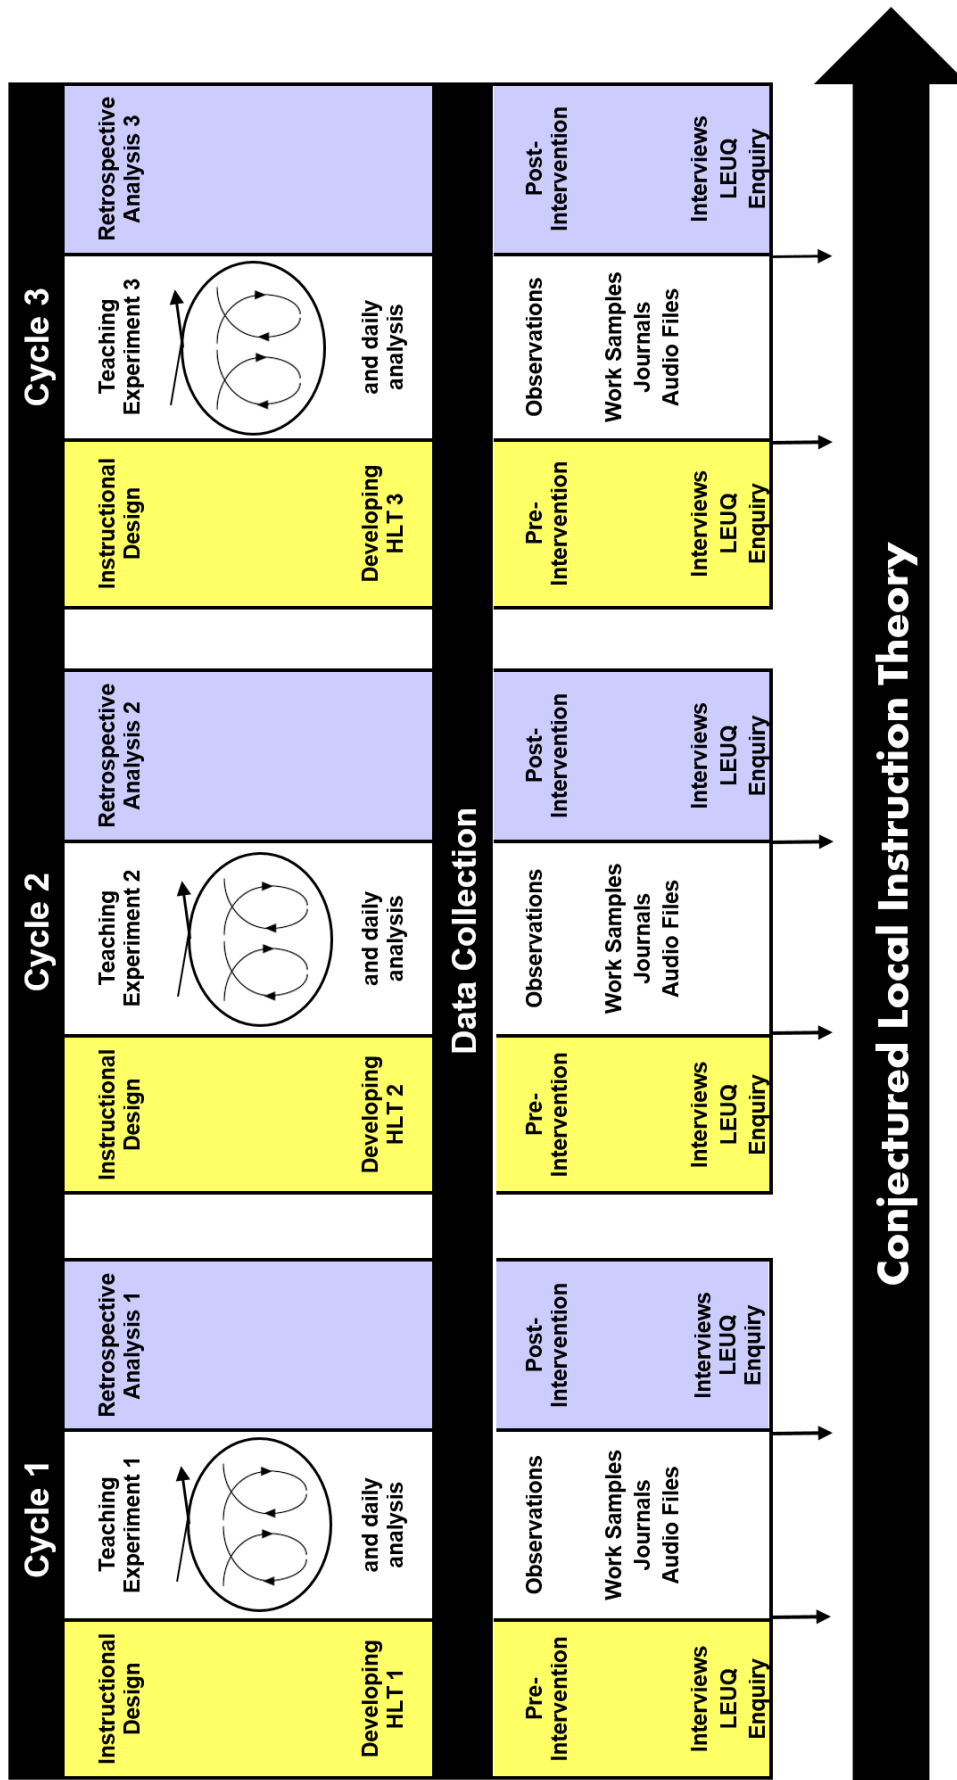 Cycle 1
Cycle 2
Cycle 3
Instructional
Design
Developing
HLT 1
Teaching
Experiment 1
and daily
analysis
Retrospective
Analysis 1
Instructional
Design
Developing
HLT 2
Teaching
Experiment 2
and daily
analysis
Retrospective
Analysis 2
Instructional
Design
Developing
HLT 3
Teaching
Experiment 3
and daily
analysis
Retrospective
Analysis 3
Data Collection
Pre-
Intervention
Interviews
LEUQ
Enquiry
Observations
Work Samples
Journals
Audio Files
Post-
Intervention
Interviews
LEUQ
Enquiry
Pre-
Intervention
Interviews
LEUQ
Enquiry
Observations
Work Samples
Journals
Audio Files
Post-
Intervention
Interviews
LEUQ
Enquiry
Pre-
Intervention
Interviews
LEUQ
Enquiry
Observations
Work Samples
Journals
Audio Files
Post-
Intervention
Interviews
LEUQ
Enquiry
Conjectured Local Instruction Theory